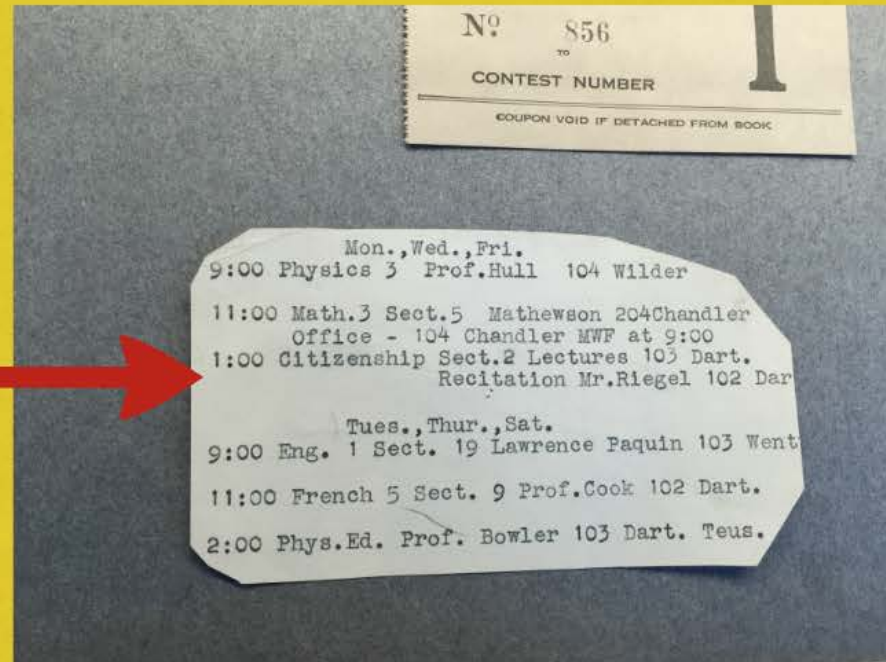 No. 856
TO
1
CONTEST NUMBER
COUPON VOID IF DETACHED FROM BOOK
Mon.,Wed.,Fri.
9:00 Physics 3 Prof.Hull 104 Wilder
11:00 Math.3 Sect.5 Mathewson 204Chandler
Office - 104 Chandler MWF at 9:00
1:00 Citizenship Sect.2 Lectures 103 Dart.
Recitation Mr.Riegel 102 Dar
Tues.,Thur.,Sat.
9:00 Eng. 1 Sect. 19 Lawrence Paquin 103 Went
11:00 French 5 Sect. 9 Prof.Cook 102 Dart.
2:00 Phys.Ed. Prof. Bowler 103 Dart. Teus.